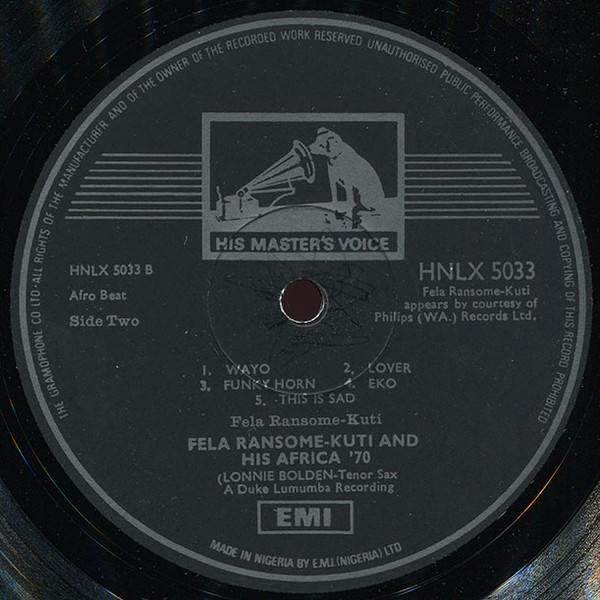 THE GRAMOPHONE CO LTD-ALL RIGHTS OF THE MANUFACTURER AND OF THE OWNER OF THE RECORDED WORK RESERVED UNAUTHORISED PUBLIC PERFORMANCE BROADCASTING AND COPYING OF THIS RECORD PROHIBITED
HIS MASTER'S VOICE
HNLX 5033 B
Afro Beat
Side Two
HNLX 5033
Fela Ransome-Kuti
appears by courtesy of
Philips (WA.) Records Ltd.
1. WAYO 2. LOVER
3. FUNKY HORN 4. EKO
5. THIS IS SAD
Fela Ransome-Kuti
FELA RANSOME-KUTI AND
HIS AFRICA '70
(LONNIE BOLDEN-Tenor Sax
A Duke Lumumba Recording
EMI
MADE IN NIGERIA BY E.M.I. (NIGERIA) LTD